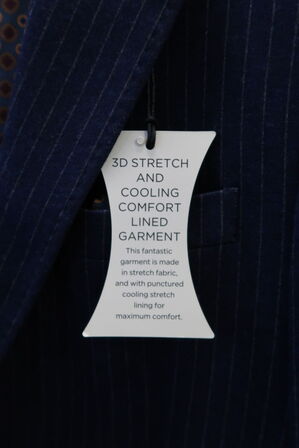 3D STRETCH
AND
COOLING
COMFORT
LINED
GARMENT
This fantastic
garment is made
in stretch fabric,
and with punctured
cooling stretch
lining for
maximum comfort.